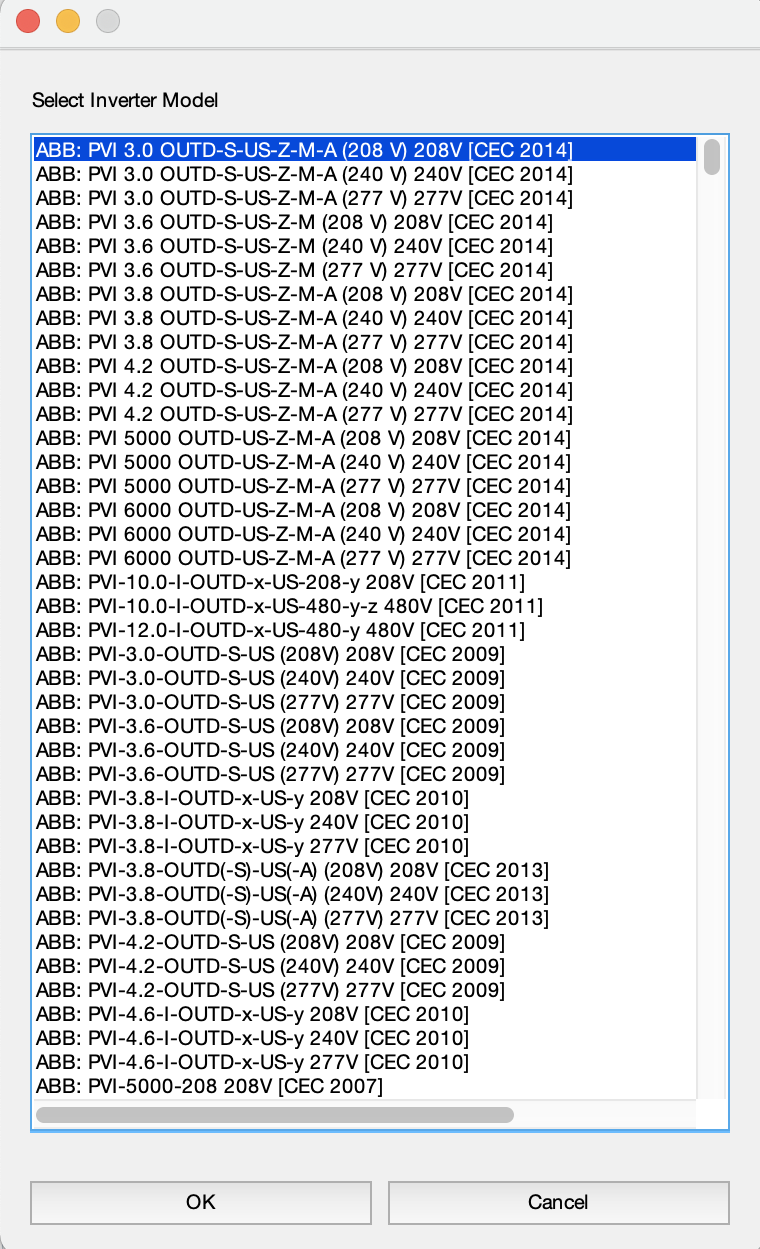 Select Inverter Model
ABB: PVI 3.0 OUTD-S-US-Z-M-A (208 V) 208V [CEC 2014]
ABB: PVI 3.0 OUTD-S-US-Z-M-A (240 V) 240V [CEC 2014]
ABB: PVI 3.0 OUTD-S-US-Z-M-A (277 V) 277V [CEC 2014]
ABB: PVI 3.6 OUTD-S-US-Z-M (208 V) 208V [CEC 2014]
ABB: PVI 3.6 OUTD-S-US-Z-M (240 V) 240V [CEC 2014]
ABB: PVI 3.6 OUTD-S-US-Z-M (277 V) 277V [CEC 2014]
ABB: PVI 3.8 OUTD-S-US-Z-M-A (208 V) 208V [CEC 2014]
ABB: PVI 3.8 OUTD-S-US-Z-M-A (240 V) 240V [CEC 2014]
ABB: PVI 3.8 OUTD-S-US-Z-M-A (277 V) 277V [CEC 2014]
ABB: PVI 4.2 OUTD-S-US-Z-M-A (208 V) 208V [CEC 2014]
ABB: PVI 4.2 OUTD-S-US-Z-M-A (240 V) 240V [CEC 2014]
ABB: PVI 4.2 OUTD-S-US-Z-M-A (277 V) 277V [CEC 2014]
ABB: PVI 5000 OUTD-US-Z-M-A (208 V) 208V [CEC 2014]
ABB: PVI 5000 OUTD-US-Z-M-A (240 V) 240V [CEC 2014]
ABB: PVI 5000 OUTD-US-Z-M-A (277 V) 277V [CEC 2014]
ABB: PVI 6000 OUTD-US-Z-M-A (208 V) 208V [CEC 2014]
ABB: PVI 6000 OUTD-US-Z-M-A (240 V) 240V [CEC 2014]
ABB: PVI 6000 OUTD-US-Z-M-A (277 V) 277V [CEC 2014]
ABB: PVI-10.0-I-OUTD-x-US-208-y 208V [CEC 2011]
ABB: PVI-10.0-I-OUTD-x-US-480-y-z 480V [CEC 2011]
ABB: PVI-12.0-I-OUTD-x-US-480-y 480V [CEC 2011]
ABB: PVI-3.0-OUTD-S-US (208V) 208V [CEC 2009]
ABB: PVI-3.0-OUTD-S-US (240V) 240V [CEC 2009]
ABB: PVI-3.0-OUTD-S-US (277V) 277V [CEC 2009]
ABB: PVI-3.6-OUTD-S-US (208V) 208V [CEC 2009]
ABB: PVI-3.6-OUTD-S-US (240V) 240V [CEC 2009]
ABB: PVI-3.6-OUTD-S-US (277V) 277V [CEC 2009]
ABB: PVI-3.8-I-OUTD-x-US-y 208V [CEC 2010]
ABB: PVI-3.8-I-OUTD-x-US-y 240V [CEC 2010]
ABB: PVI-3.8-I-OUTD-x-US-y 277V [CEC 2010]
ABB: PVI-3.8-OUTD(-S)-US(-A) (208V) 208V [CEC 2013]
ABB: PVI-3.8-OUTD(-S)-US(-A) (240V) 240V [CEC 2013]
ABB: PVI-3.8-OUTD(-S)-US(-A) (277V) 277V [CEC 2013]
ABB: PVI-4.2-OUTD-S-US (208V) 208V [CEC 2009]
ABB: PVI-4.2-OUTD-S-US (240V) 240V [CEC 2009]
ABB: PVI-4.2-OUTD-S-US (277V) 277V [CEC 2009]
ABB: PVI-4.6-I-OUTD-x-US-y 208V [CEC 2010]
ABB: PVI-4.6-I-OUTD-x-US-y 240V [CEC 2010]
ABB: PVI-4.6-I-OUTD-x-US-y 277V [CEC 2010]
ABB: PVI-5000-208 208V [CEC 2007]
OK
Cancel